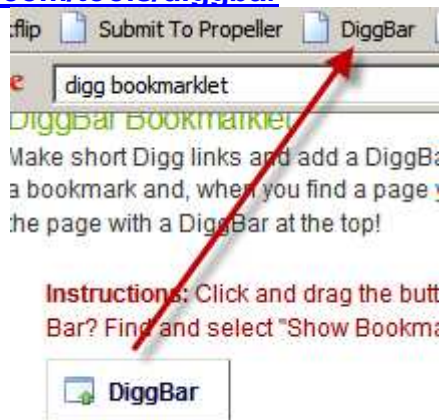 flip Submit To Propeller DiggBar
digg bookmarklet
DiggBar Bookmarklet
Make short Digg links and add a DiggBa
a bookmark and, when you find a page y
the page with a DiggBar at the top!
Instructions: Click and drag the butt
Bar? Find and select "Show Bookma
DiggBar